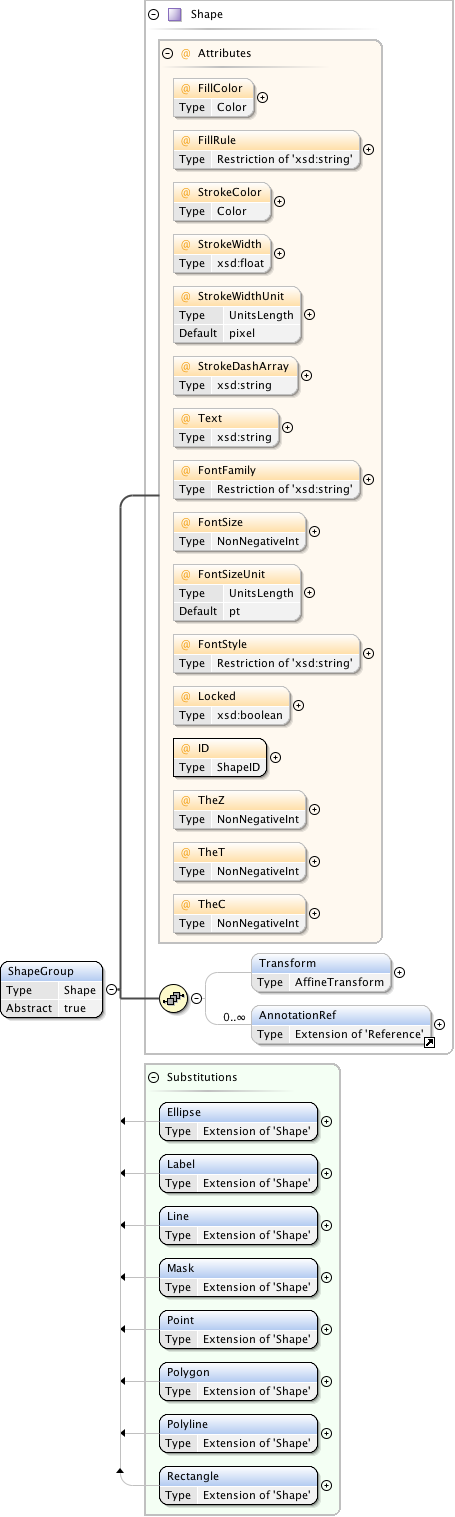 Shape
@ Attributes
@ FillColor
Type Color
@ FillRule
Type Restriction of 'xsd:string'
@ StrokeColor
Type Color
@ StrokeWidth
Type xsd:float
@ StrokeWidthUnit
Type UnitsLength
Default pixel
@ StrokeDashArray
Type xsd:string
@ Text
Type xsd:string
@ FontFamily
Type Restriction of 'xsd:string'
@ FontSize
Type NonNegativeInt
@ FontSizeUnit
Type UnitsLength
Default pt
@ FontStyle
Type Restriction of 'xsd:string'
@ Locked
Type xsd:boolean
@ ID
Type ShapeID
@ TheZ
Type NonNegativeInt
@ TheT
Type NonNegativeInt
@ TheC
Type NonNegativeInt
ShapeGroup
Type Shape
Abstract true
Transform
Type AffineTransform
0..∞
AnnotationRef
Type Extension of 'Reference'
Substitutions
Ellipse
Type Extension of 'Shape'
Label
Type Extension of 'Shape'
Line
Type Extension of 'Shape'
Mask
Type Extension of 'Shape'
Point
Type Extension of 'Shape'
Polygon
Type Extension of 'Shape'
Polyline
Type Extension of 'Shape'
Rectangle
Type Extension of 'Shape'